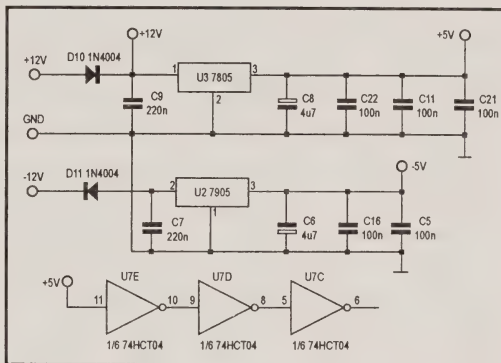 +12V
+5V
D10 1N4004
+12V
1
U3 7805
3
2
C9
220n
C8
4u7
C22
100n
C11
100n
C21
100n
GND
D11 1N4004
-12V
2
U2 7905
3
1
-5V
C7
220n
C6
4u7
C16
100n
C5
100n
+5V
U7E
U7D
U7C
11
10
9
8
5
6
1/6 74HCT04
1/6 74HCT04
1/6 74HCT04